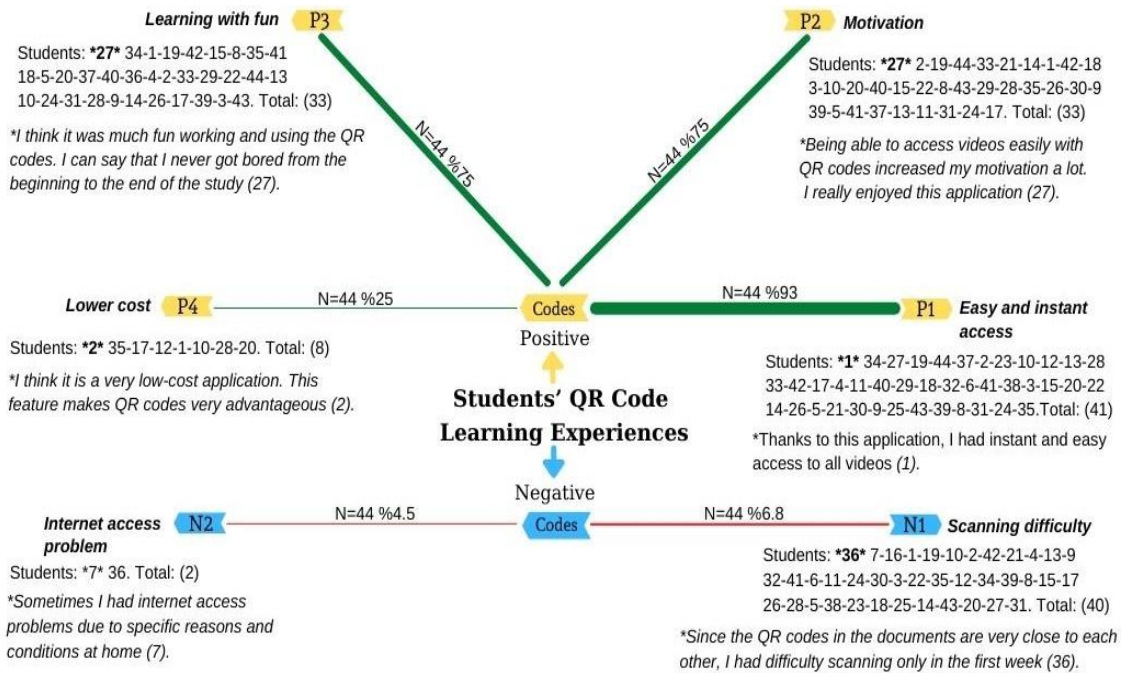 Learning with fun P3
Students: *27* 34-1-19-42-15-8-35-41
18-5-20-37-40-36-4-2-33-29-22-44-13
10-24-31-28-9-14-26-17-39-3-43. Total: (33)
*I think it was much fun working and using the QR
codes. I can say that I never got bored from the
beginning to the end of the study (27).
N=44 %75
P2 Motivation
Students: *27* 2-19-44-33-21-14-1-42-18
3-10-20-40-15-22-8-43-29-28-35-26-30-9
39-5-41-37-13-11-31-24-17. Total: (33)
*Being able to access videos easily with
QR codes increased my motivation a lot.
I really enjoyed this application (27).
N=44 %75
Lower cost P4
N=44 %25
Students: *2* 35-17-12-1-10-28-20. Total: (8)
*I think it is a very low-cost application. This
feature makes QR codes very advantageous (2).
Codes
Positive
N=44 %93
P1 Easy and instant
access
Students: *1* 34-27-19-44-37-2-23-10-12-13-28
33-42-17-4-11-40-29-18-32-6-41-38-3-15-20-22
14-26-5-21-30-9-25-43-39-8-31-24-35.Total: (41)
*Thanks to this application, I had instant and easy
access to all videos (1).
Students’ QR Code
Learning Experiences
Negative
Codes
Internet access
problem
N2
N=44 %4.5
Students: *7* 36. Total: (2)
*Sometimes I had internet access
problems due to specific reasons and
conditions at home (7).
N=44 %6.8
N1 Scanning difficulty
Students: *36* 7-16-1-19-10-2-42-21-4-13-9
32-41-6-11-24-30-3-22-35-12-34-39-8-15-17
26-28-5-38-23-18-25-14-43-20-27-31. Total: (40)
*Since the QR codes in the documents are very close to each
other, I had difficulty scanning only in the first week (36).